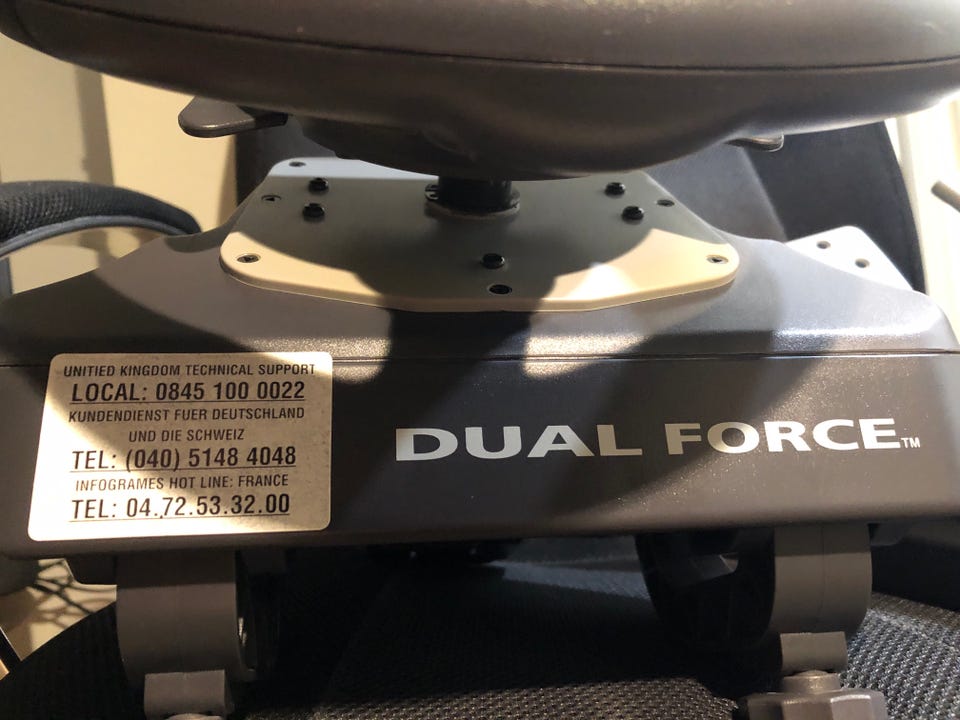 UNITIED KINGDOM TECHNICAL SUPPORT
LOCAL: 0845 100 0022
KUNDENDIENST FUER DEUTSCHLAND
UND DIE SCHWEIZ
TEL: (040) 5148 4048
INFOGRAMES HOT LINE: FRANCE
TEL: 04.72.53.32.00
DUAL FORCE™